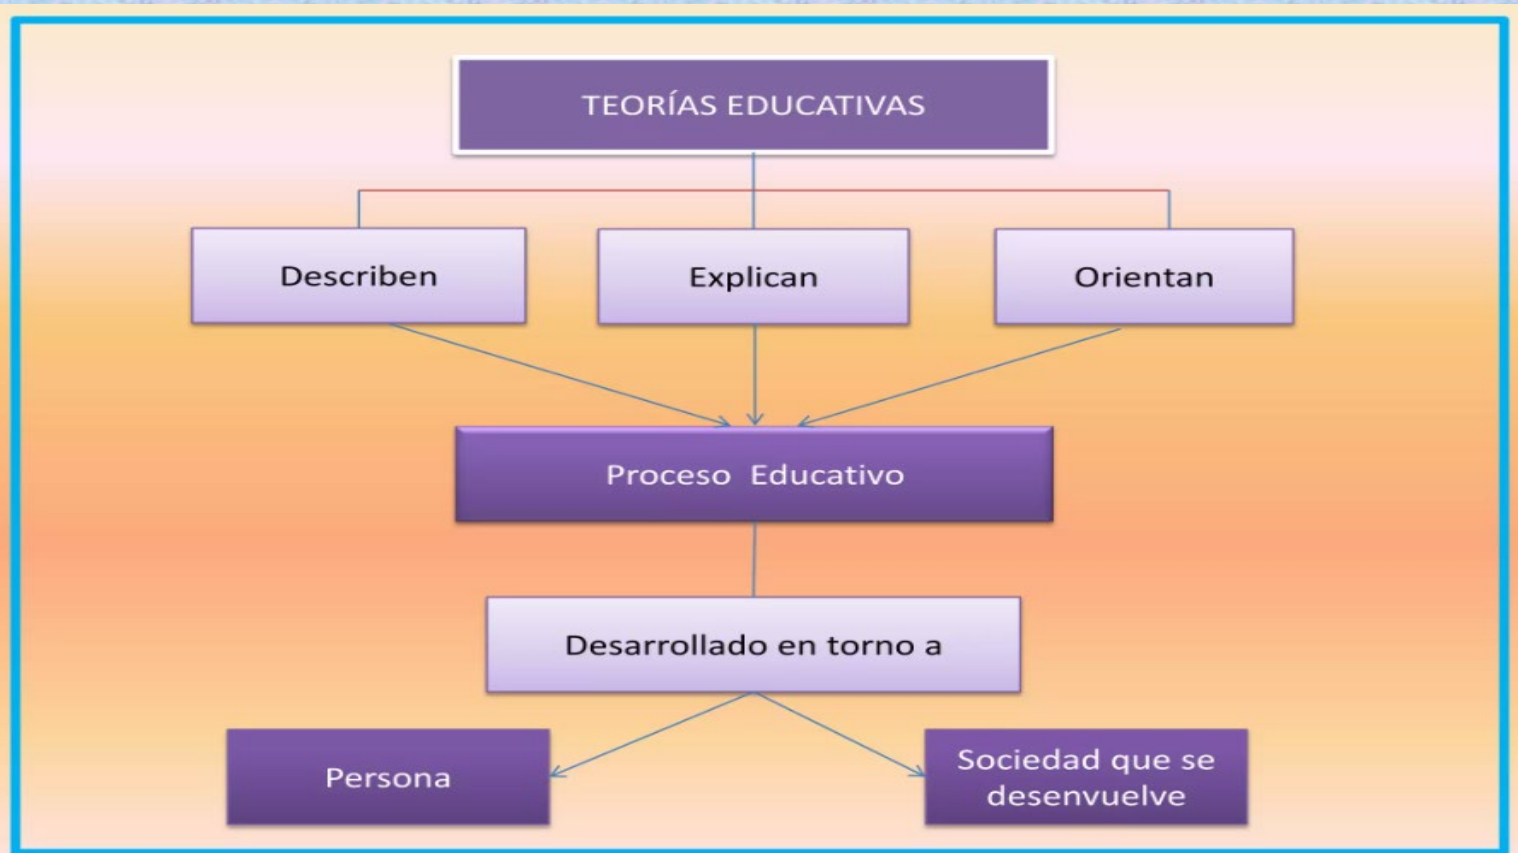 TEORÍAS EDUCATIVAS
Describen
Explican
Orientan
Proceso Educativo
Desarrollado en torno a
Persona
Sociedad que se
desenvuelve